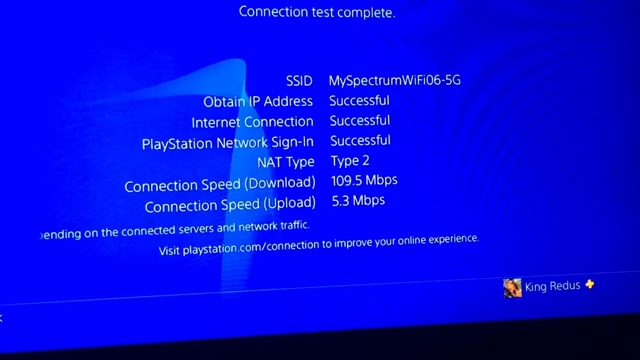 Connection test complete.
SSID MySpectrumWiFi06-5G
Obtain IP Address Successful
Internet Connection Successful
PlayStation Network Sign-In Successful
NAT Type Type 2
Connection Speed (Download) 109.5 Mbps
Connection Speed (Upload) 5.3 Mbps
on the connected servers and network traffic.
Visit playstation.com/connection to improve your online experience.
King Redus